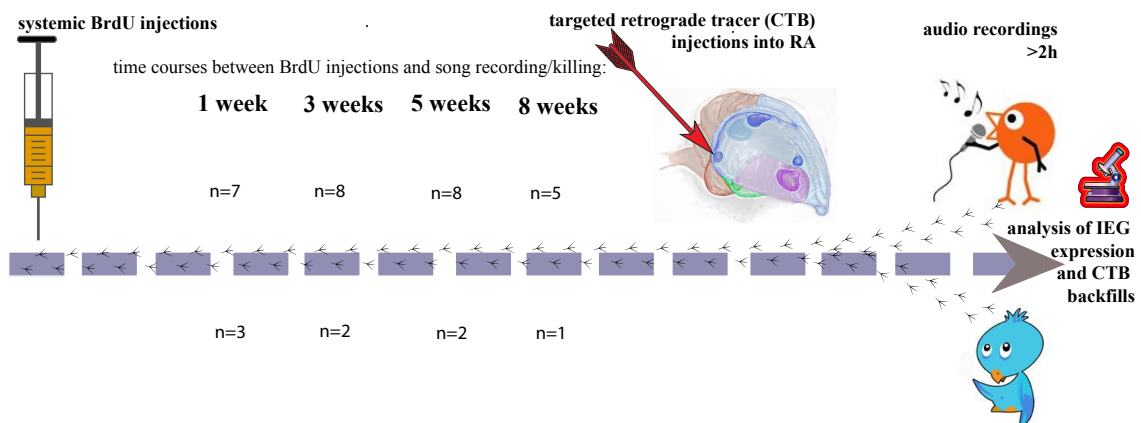 systemic BrdU injections
targeted retrograde tracer (CTB)
injections into RA
audio recordings
>2h
time courses between BrdU injections and song recording/killing:
1 week 3 weeks 5 weeks 8 weeks
n=7 n=8 n=8 n=5
analysis of IEG
expression
and CTB
backfills
n=3 n=2 n=2 n=1